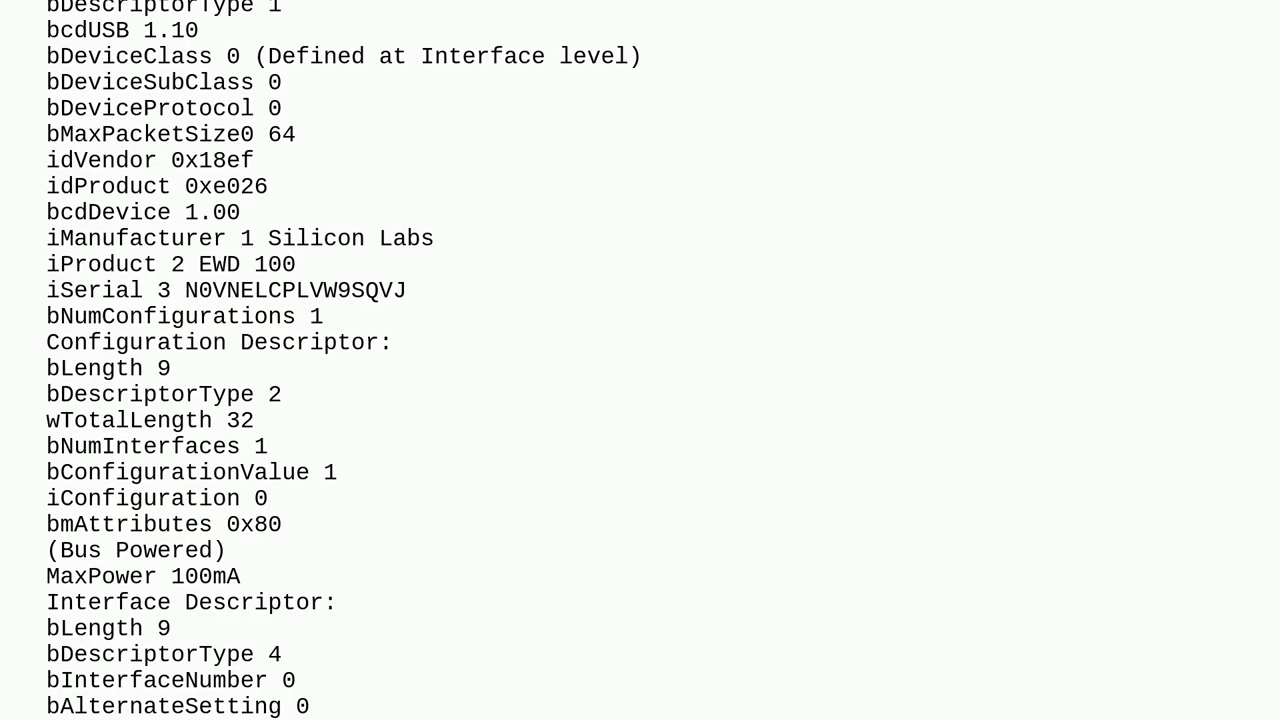 bDescriptorType 1
bcdUSB 1.10
bDeviceClass 0 (Defined at Interface level)
bDeviceSubClass 0
bDeviceProtocol 0
bMaxPacketSize0 64
idVendor 0x18ef
idProduct 0xe026
bcdDevice 1.00
iManufacturer 1 Silicon Labs
iProduct 2 EWD 100
iSerial 3 N0VNELCPLVW9SQVJ
bNumConfigurations 1
Configuration Descriptor:
bLength 9
bDescriptorType 2
wTotalLength 32
bNumInterfaces 1
bConfigurationValue 1
iConfiguration 0
bmAttributes 0x80
(Bus Powered)
MaxPower 100mA
Interface Descriptor:
bLength 9
bDescriptorType 4
bInterfaceNumber 0
bAlternateSetting 0